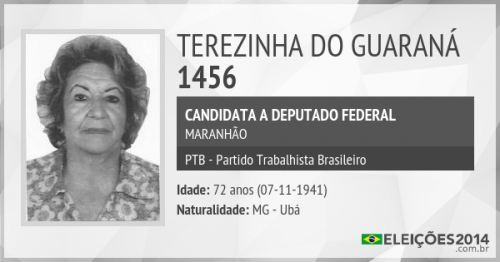 TEREZINHA DO GUARANÁ
1456
CANDIDATA A DEPUTADO FEDERAL
MARANHÃO
PTB - Partido Trabalhista Brasileiro
Idade: 72 anos (07-11-1941)
Naturalidade: MG - Ubá
ELEIÇÕES2014
.com.br